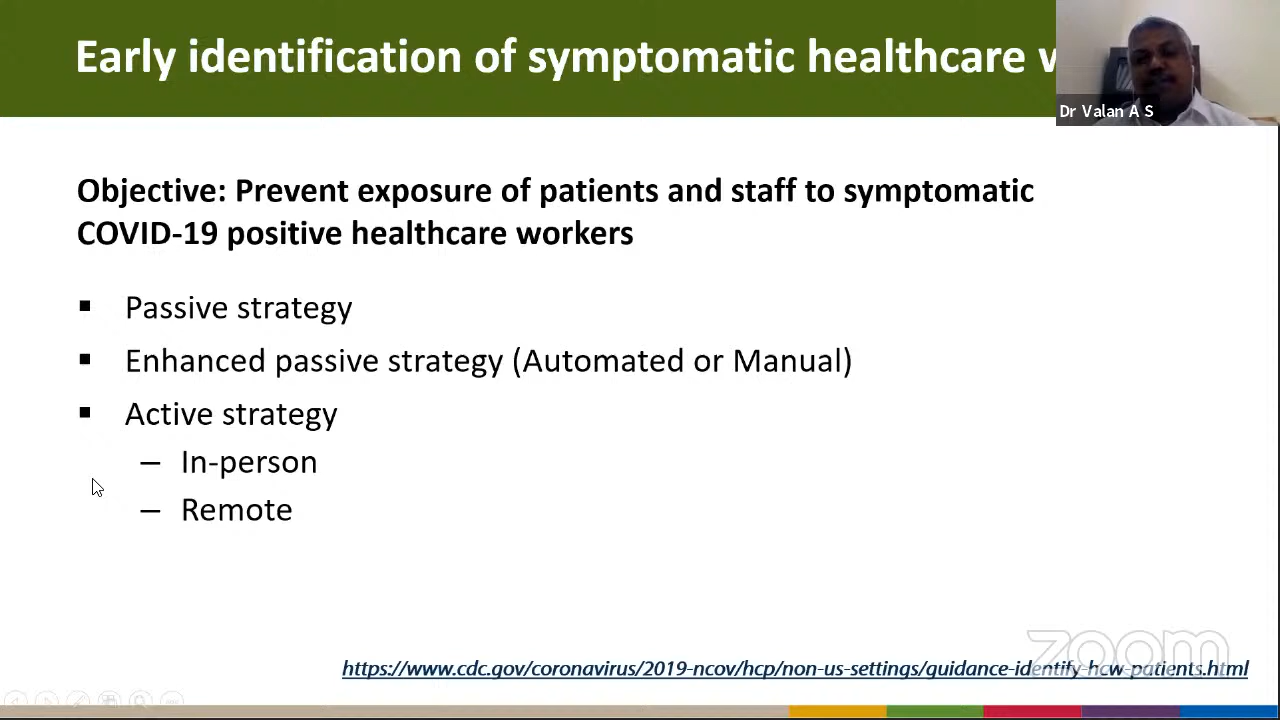 Early identification of symptomatic healthcare w
Dr Valan A S
Objective: Prevent exposure of patients and staff to symptomatic
COVID-19 positive healthcare workers
▪ Passive strategy
▪ Enhanced passive strategy (Automated or Manual)
▪ Active strategy
– In-person
– Remote
zoom
https://www.cdc.gov/coronavirus/2019-ncov/hcp/non-us-settings/guidance-identify-hcw-patients.html